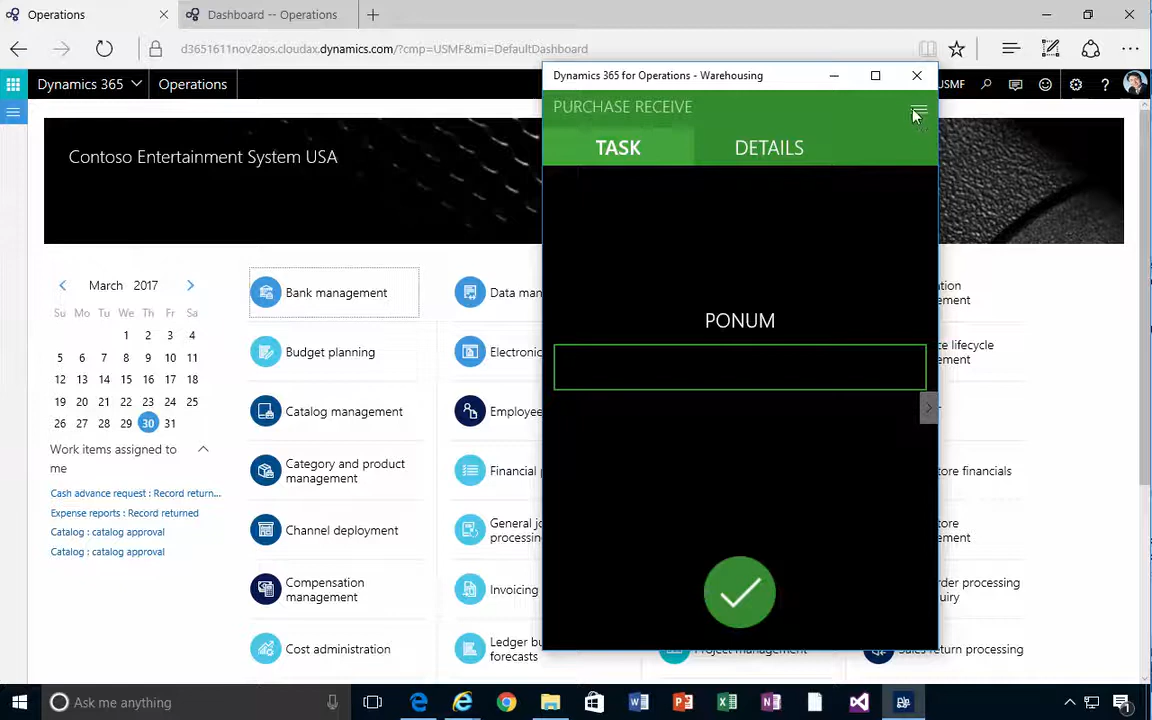 Operations
Dashboard -- Operations
d3651611nov2aos.cloudax.dynamics.com/?cmp=USMF&mi=DefaultDashboard
Dynamics 365
Operations
USMF
?
Contoso Entertainment System USA
March 2017
Su Mo Tu We Th Fr Sa
1 2 3 4
5 6 7 8 9 10 11
12 13 14 15 16 17 18
19 20 21 22 23 24 25
26 27 28 29 30 31
Work items assigned to
me
Cash advance request : Record return...
Expense reports : Record returned
Catalog : catalog approval
Catalog : catalog approval
Bank management
Budget planning
Catalog management
Category and product
management
Channel deployment
Compensation
management
Cost administration
Data man
Electronic
Employee
Financial p
General jo
processin
Invoicing
Ledger bu
forecasts
Project management
ation
ement
ce lifecycle
ement
r
ore financials
ore
ement
rder processing
uiry
Sales return processing
Dynamics 365 for Operations - Warehousing
PURCHASE RECEIVE
TASK
DETAILS
PONUM
Ask me anything
1